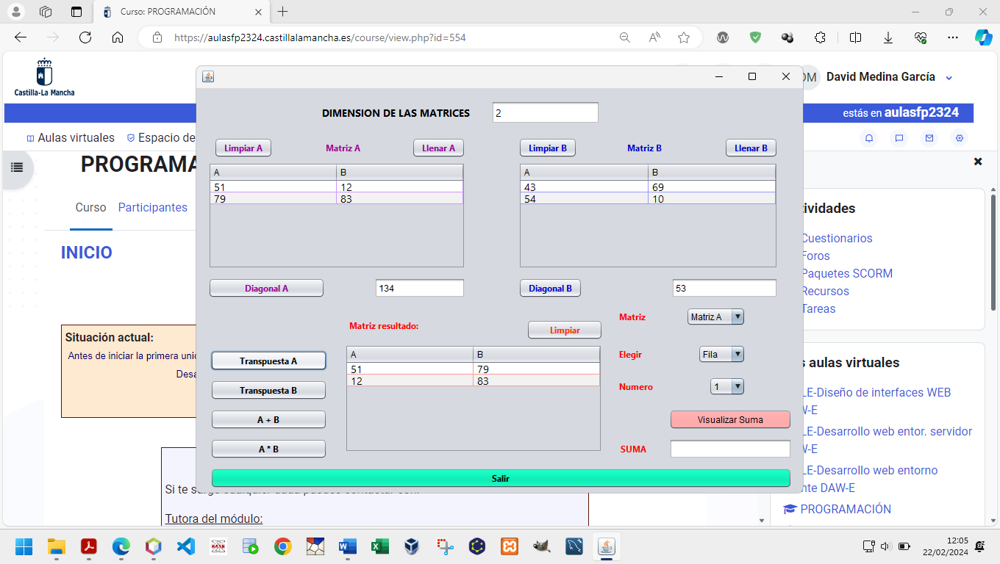 Curso: PROGRAMACIÓN
https://aulasfp2324.castillalamancha.es/course/view.php?id=554
Castilla-La Mancha
DM David Medina García
estás en aulasfp2324
Aulas virtuales Espacio de
PROGRAMA
Curso Participantes
INICIO
Situación actual:
Antes de iniciar la primera
Tutora del módulo:
DIMENSION DE LAS MATRICES 2
Limpiar A Matriz A Llenar A
Limpiar B Matriz B Llenar B
A B
51 12
79 83
A B
43 69
54 10
Diagonal A 134
Diagonal B 53
Matriz resultado: Limpiar
Matriz Matriz A
Elegir Fila
Numero 1
Transpuesta A
Transpuesta B
A + B
A * B
A B
51 79
12 83
Visualizar Suma
SUMA
Salir
ividades
Cuestionarios
Foros
Paquetes SCORM
Recursos
Tareas
s aulas virtuales
LE-Diseño de interfaces WEB
W-E
LE-Desarrollo web entor. servidor
W-E
LE-Desarrollo web entorno
nte DAW-E
PROGRAMACIÓN
12:05
22/02/2024